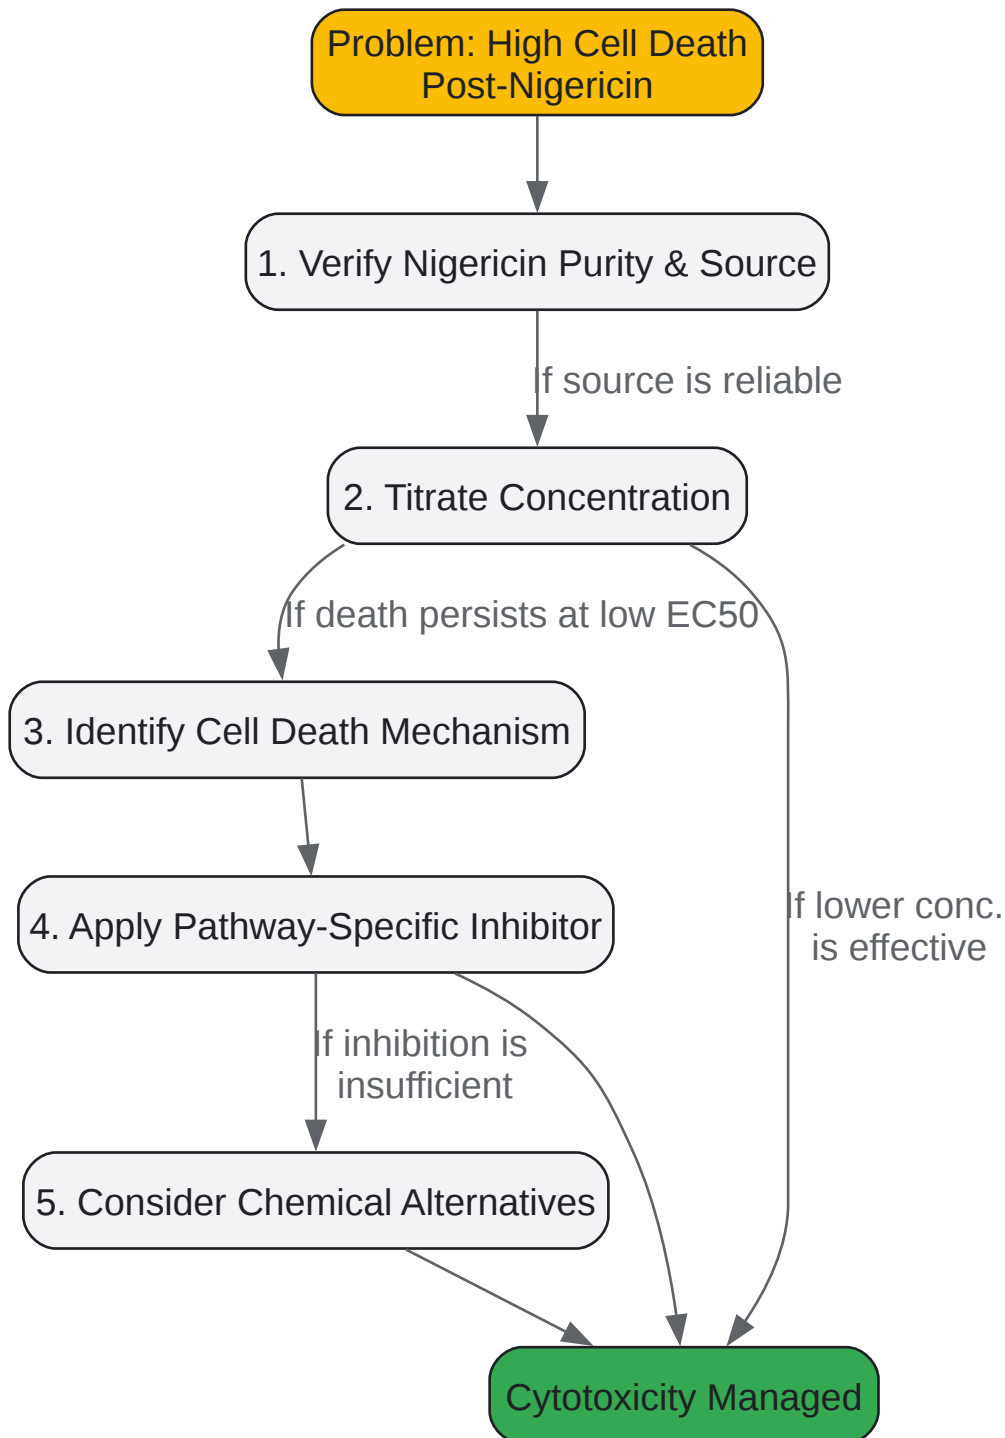 Problem: High Cell Death
Post-Nigericin
1. Verify Nigericin Purity & Source
If source is reliable
2. Titrate Concentration
If death persists at low EC50
3. Identify Cell Death Mechanism
4. Apply Pathway-Specific Inhibitor
If lower conc.
is effective
If inhibition is
insufficient
5. Consider Chemical Alternatives
Cytotoxicity Managed